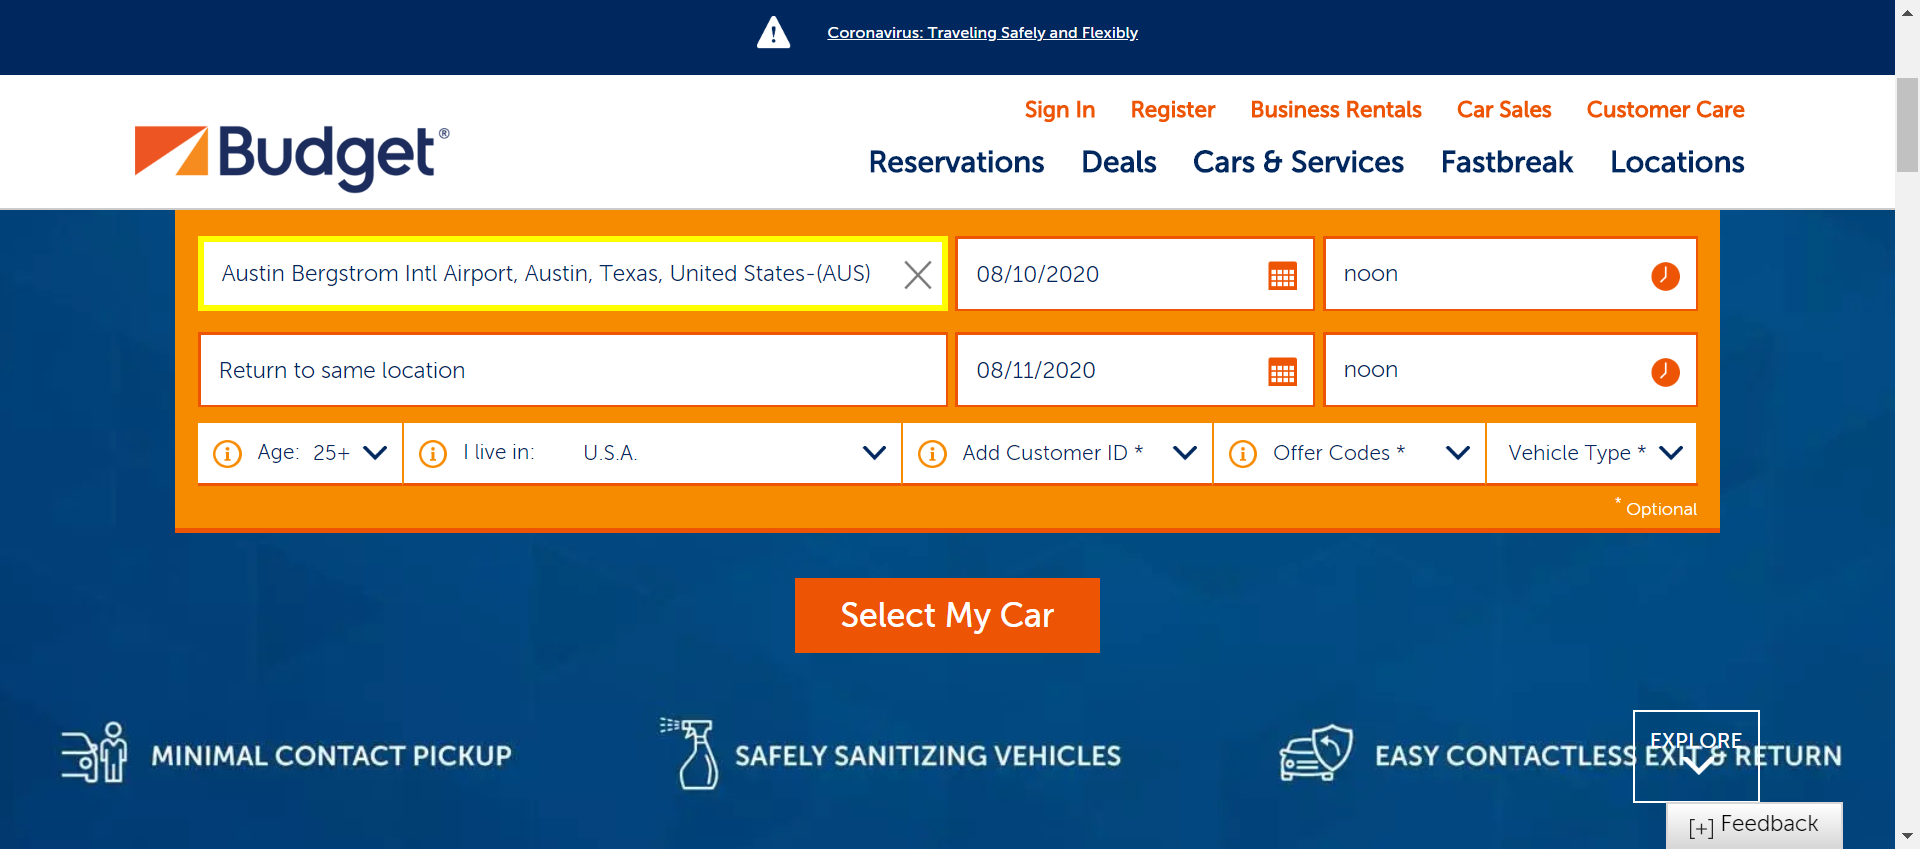 Coronavirus: Traveling Safely and Flexibly
Sign In Register Business Rentals Car Sales Customer Care
Budget®
Reservations Deals Cars & Services Fastbreak Locations
Austin Bergstrom Intl Airport, Austin, Texas, United States-(AUS) 08/10/2020 noon
Return to same location 08/11/2020 noon
Age: 25+ I live in: U.S.A. Add Customer ID * Offer Codes * Vehicle Type *
* Optional
Select My Car
MINIMAL CONTACT PICKUP SAFELY SANITIZING VEHICLES EASY CONTACTLESS EXIT & RETURN
EXPLORE
[+] Feedback